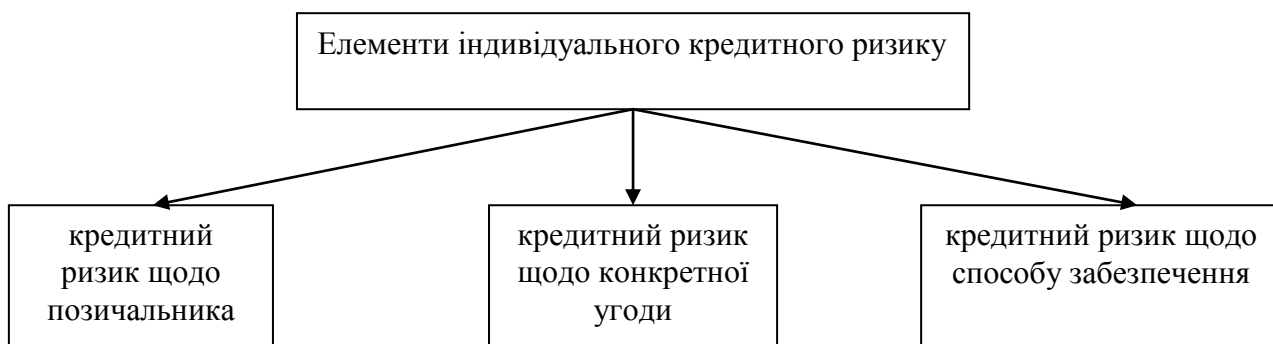 Елементи індивідуального кредитного ризику
кредитний
ризик щодо
позичальника
кредитний ризик
щодо конкретної
угоди
кредитний ризик щодо
способу забезпечення